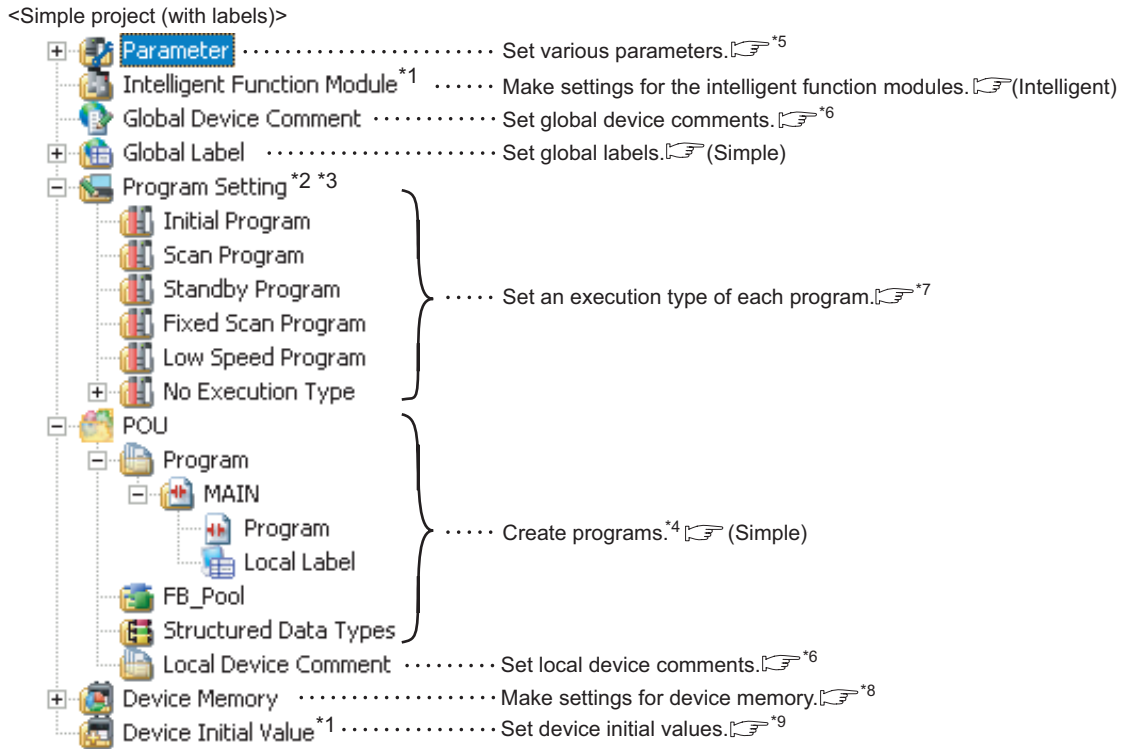 <Simple project (with labels)>
Parameter ························ Set various parameters. *5
Intelligent Function Module*1 ······ Make settings for the intelligent function modules. (Intelligent)
Global Device Comment ············ Set global device comments. *6
Global Label ······················ Set global labels. (Simple)
Program Setting *2 *3
Initial Program
Scan Program
Standby Program
····· Set an execution type of each program. *7
Fixed Scan Program
Low Speed Program
No Execution Type
POU
Program
MAIN
Program
····· Create programs.*4 (Simple)
Local Label
FB_Pool
Structured Data Types
Local Device Comment ········· Set local device comments. *6
Device Memory ··················· Make settings for device memory. *8
Device Initial Value*1 ··············· Set device initial values. *9